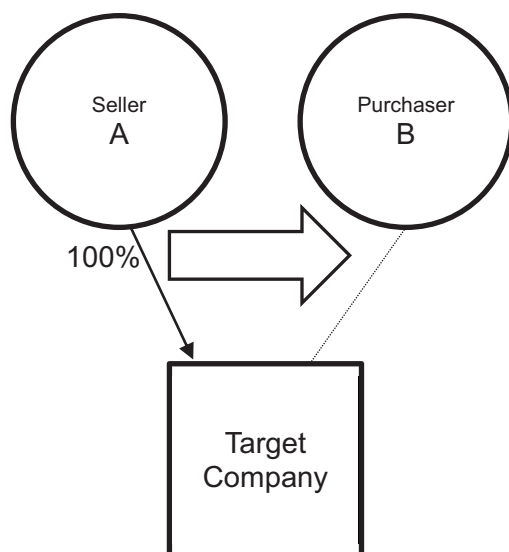 Seller
A
Purchaser
B
100%
Target
Company